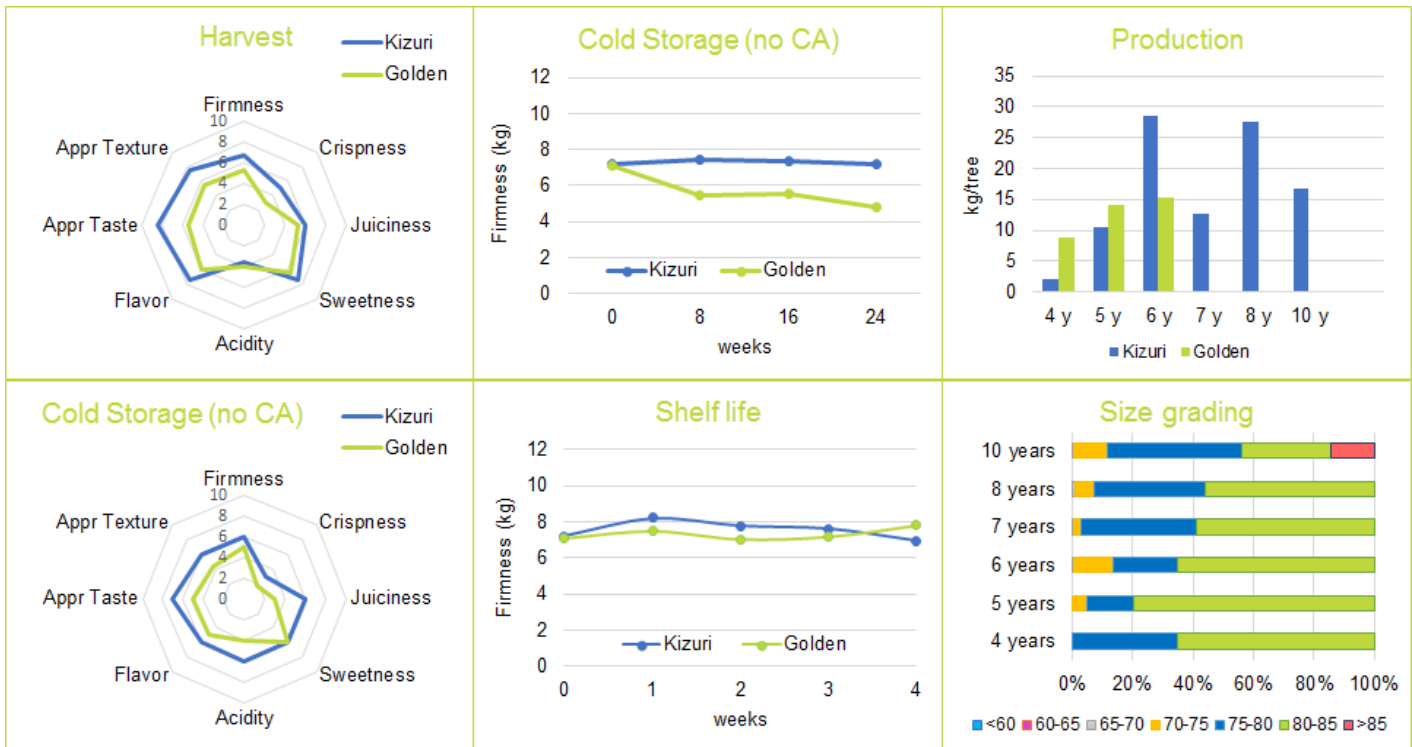 Harvest
Kizuri
Golden
Firmness
Crispness
Juiciness
Sweetness
Acidity
Flavor
Appr Taste
Appr Texture
10
8
6
4
2
0
Cold Storage (no CA)
12
10
8
6
4
2
0
Firmness (kg)
Kizuri
Golden
0 8 16 24
weeks
Production
35
30
25
20
15
10
5
0
kg/tree
4 y 5 y 6 y 7 y 8 y 10 y
Kizuri Golden
Cold Storage (no CA)
Kizuri
Golden
Firmness
Crispness
Juiciness
Sweetness
Acidity
Flavor
Appr Taste
Appr Texture
10
8
6
4
2
0
Shelf life
12
10
8
6
4
2
0
Firmness (kg)
Kizuri
Golden
0 1 2 3 4
weeks
Size grading
10 years
8 years
7 years
6 years
5 years
4 years
0% 20% 40% 60% 80% 100%
<60 60-65 65-70 70-75 75-80 80-85 >85